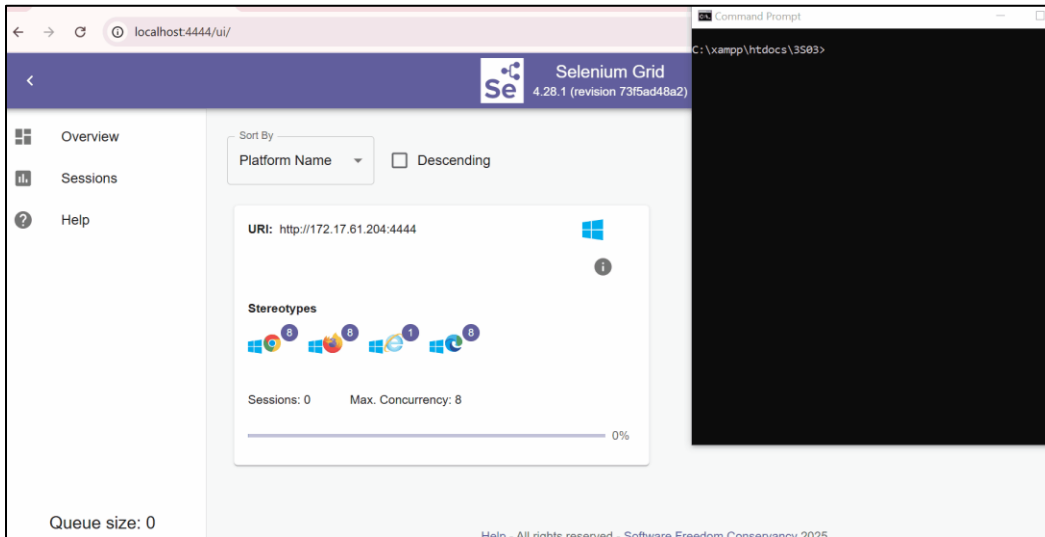 localhost:4444/ui/
Command Prompt
C:\xampp\htdocs\3S03>
Se
Selenium Grid
4.28.1 (revision 73f5ad48a2)
Overview
Sessions
Help
Sort By
Platform Name
Descending
URI: http://172.17.61.204:4444
Stereotypes
8 8 1 8
Sessions: 0 Max. Concurrency: 8
0%
Queue size: 0
Help - All rights reserved - Software Freedom Conservancy 2025.